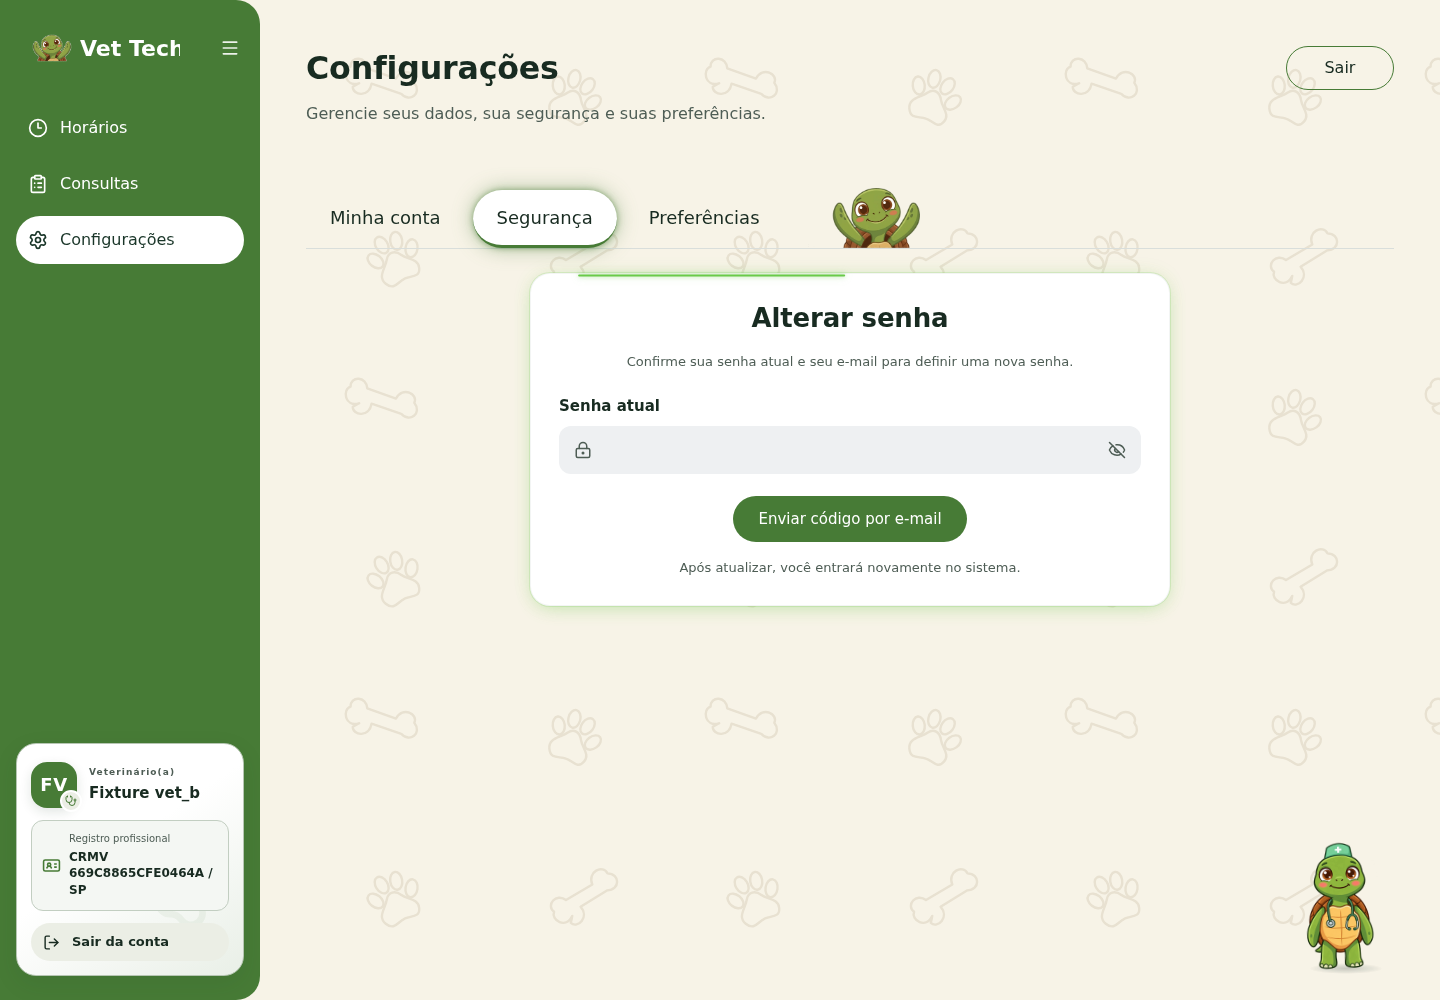 Vet Tech
Horários
Consultas
Configurações
FV
Veterinário(a)
Fixture vet_b
Registro profissional
CRMV
669C8865CFE0464A /
SP
Sair da conta
Configurações
Sair
Gerencie seus dados, sua segurança e suas preferências.
Minha conta
Segurança
Preferências
Alterar senha
Confirme sua senha atual e seu e-mail para definir uma nova senha.
Senha atual
Enviar código por e-mail
Após atualizar, você entrará novamente no sistema.